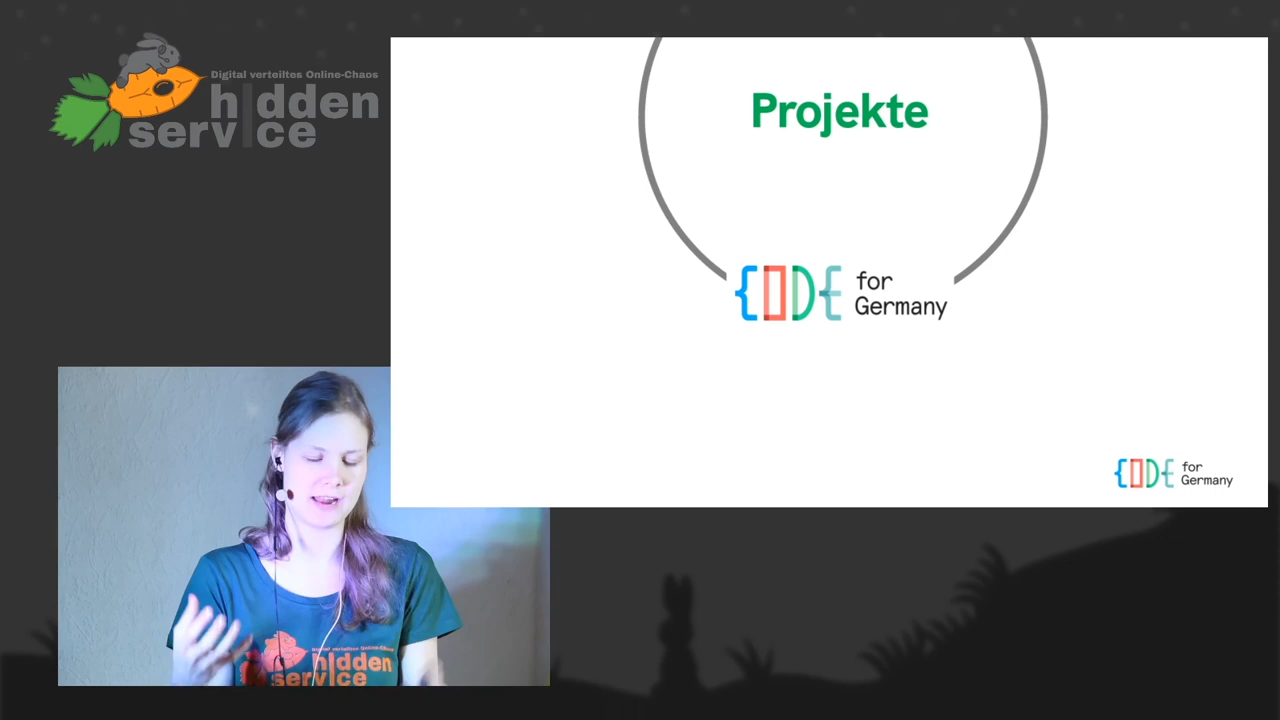 Digital verteiltes Online-Chaos
hidden
service
Projekte
CODE for
Germany
CODE for
Germany
Digital verteiltes Online-Chaos
hidden
service